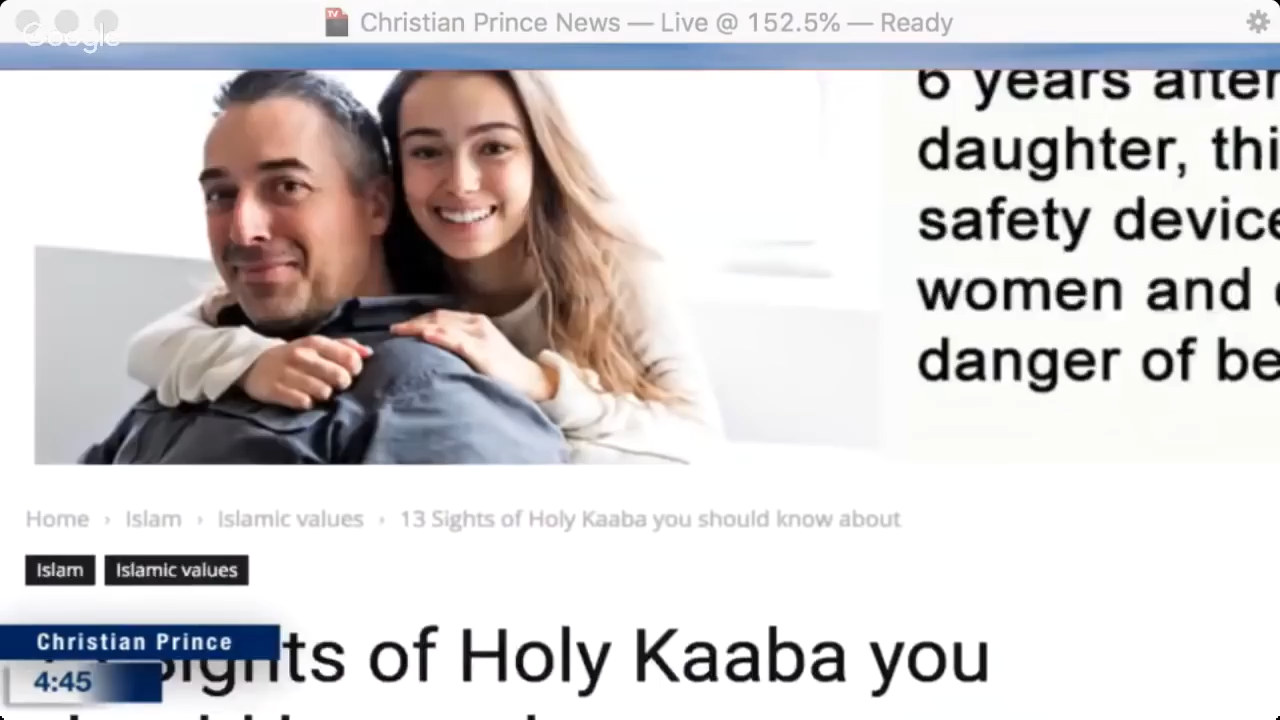 Google
Christian Prince News — Live @ 152.5% — Ready
6 years after
daughter, thi
safety device
women and
danger of be
Home › Islam › Islamic values › 13 Sights of Holy Kaaba you should know about
Islam
Islamic values
Sights of Holy Kaaba you
Christian Prince
4:45